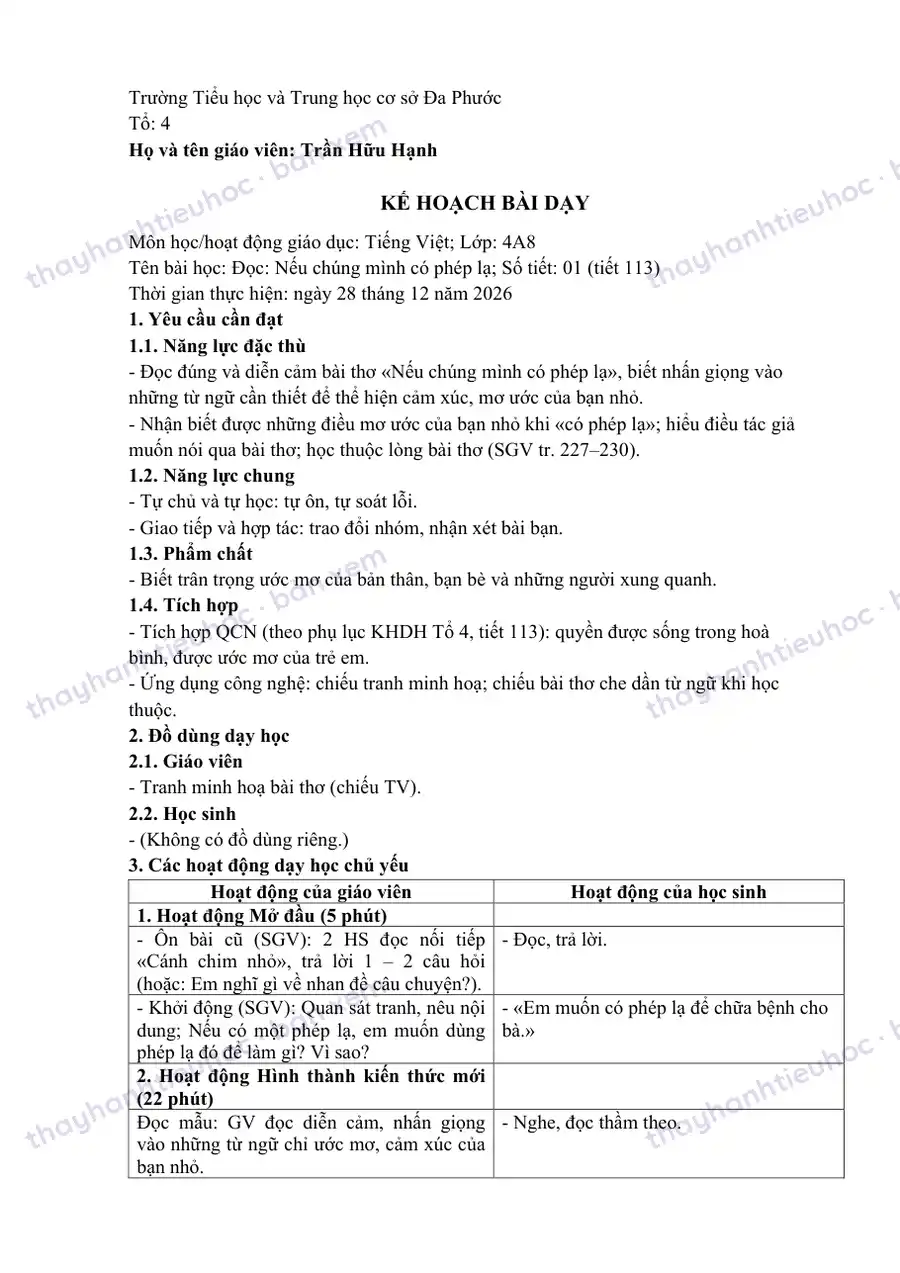 Trường Tiểu học và Trung học cơ sở Đa Phước
Tổ: 4
Họ và tên giáo viên: Trần Hữu Hạnh
KẾ HOẠCH BÀI DẠY
Môn học/hoạt động giáo dục: Tiếng Việt; Lớp: 4A8
Tên bài học: Đọc: Nếu chúng mình có phép lạ; Số tiết: 01 (tiết 113)
Thời gian thực hiện: ngày 28 tháng 12 năm 2026
1. Yêu cầu cần đạt
1.1. Năng lực đặc thù
- Đọc đúng và diễn cảm bài thơ «Nếu chúng mình có phép lạ», biết nhấn giọng vào
những từ ngữ cần thiết để thể hiện cảm xúc, mơ ước của bạn nhỏ.
- Nhận biết được những điều mơ ước của bạn nhỏ khi «có phép lạ»; hiểu điều tác giả
muốn nói qua bài thơ; học thuộc lòng bài thơ (SGV tr. 227–230).
1.2. Năng lực chung
- Tự chủ và tự học: tự ôn, tự soát lỗi.
- Giao tiếp và hợp tác: trao đổi nhóm, nhận xét bài bạn.
1.3. Phẩm chất
- Biết trân trọng ước mơ của bản thân, bạn bè và những người xung quanh.
1.4. Tích hợp
- Tích hợp QCN (theo phụ lục KHDH Tổ 4, tiết 113): quyền được sống trong hoà
bình, được ước mơ của trẻ em.
- Ứng dụng công nghệ: chiếu tranh minh hoạ; chiếu bài thơ che dần từ ngữ khi học
thuộc.
2. Đồ dùng dạy học
2.1. Giáo viên
- Tranh minh hoạ bài thơ (chiếu TV).
2.2. Học sinh
- (Không có đồ dùng riêng.)
3. Các hoạt động dạy học chủ yếu
Hoạt động của giáo viên
Hoạt động của học sinh
1. Hoạt động Mở đầu (5 phút)
- Ôn bài cũ (SGV): 2 HS đọc nối tiếp
«Cánh chim nhỏ», trả lời 1 – 2 câu hỏi
(hoặc: Em nghĩ gì về nhan đề câu chuyện?).
- Đọc, trả lời.
- Khởi động (SGV): Quan sát tranh, nêu nội
dung; Nếu có một phép lạ, em muốn dùng
phép lạ đó để làm gì? Vì sao?
- «Em muốn có phép lạ để chữa bệnh cho
bà.»
2. Hoạt động Hình thành kiến thức mới
(22 phút)
Đọc mẫu: GV đọc diễn cảm, nhấn giọng
vào những từ ngữ chỉ ước mơ, cảm xúc của
bạn nhỏ.
- Nghe, đọc thầm theo.
thayhanhtieuhoc · bản xem
thayhanhtieuhoc · b
thayhanhtieuhoc · bản xem
thayhanhtieuhoc · b
thayhanhtieuhoc · bản xem
thayhanhtieuhoc · b